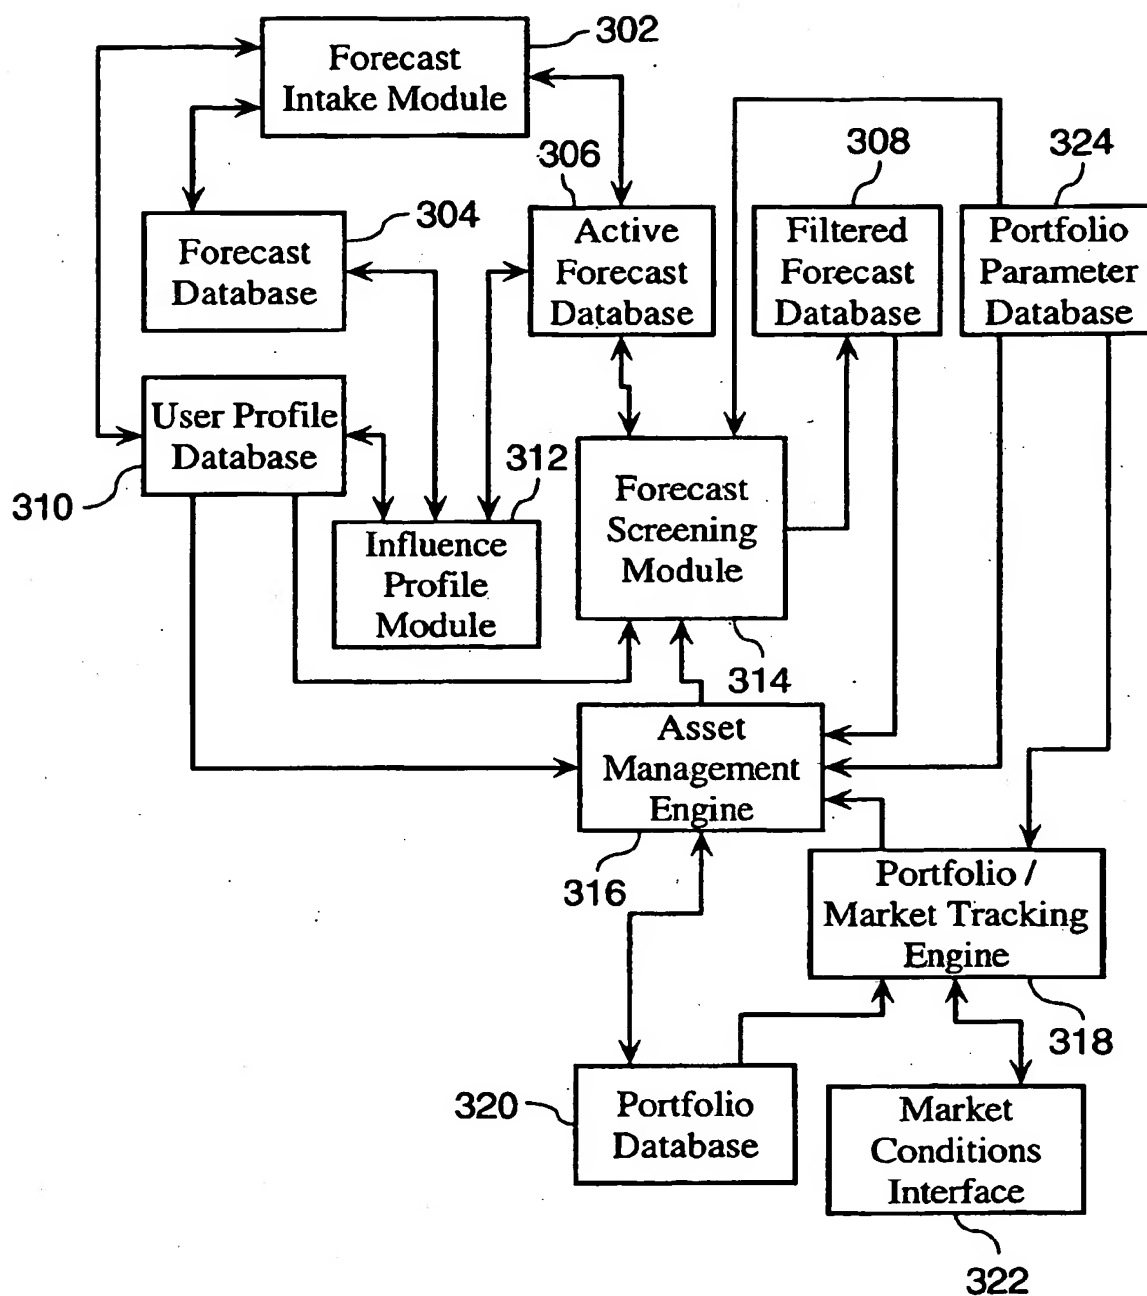 302
Forecast
Intake Module
306
308
324
304
Forecast
Database
Active
Forecast
Database
Filtered
Forecast
Database
Portfolio
Parameter
Database
User Profile
Database
310
312
Influence
Profile
Module
Forecast
Screening
Module
314
Asset
Management
Engine
316
Portfolio /
Market Tracking
Engine
318
320
Portfolio
Database
Market
Conditions
Interface
322